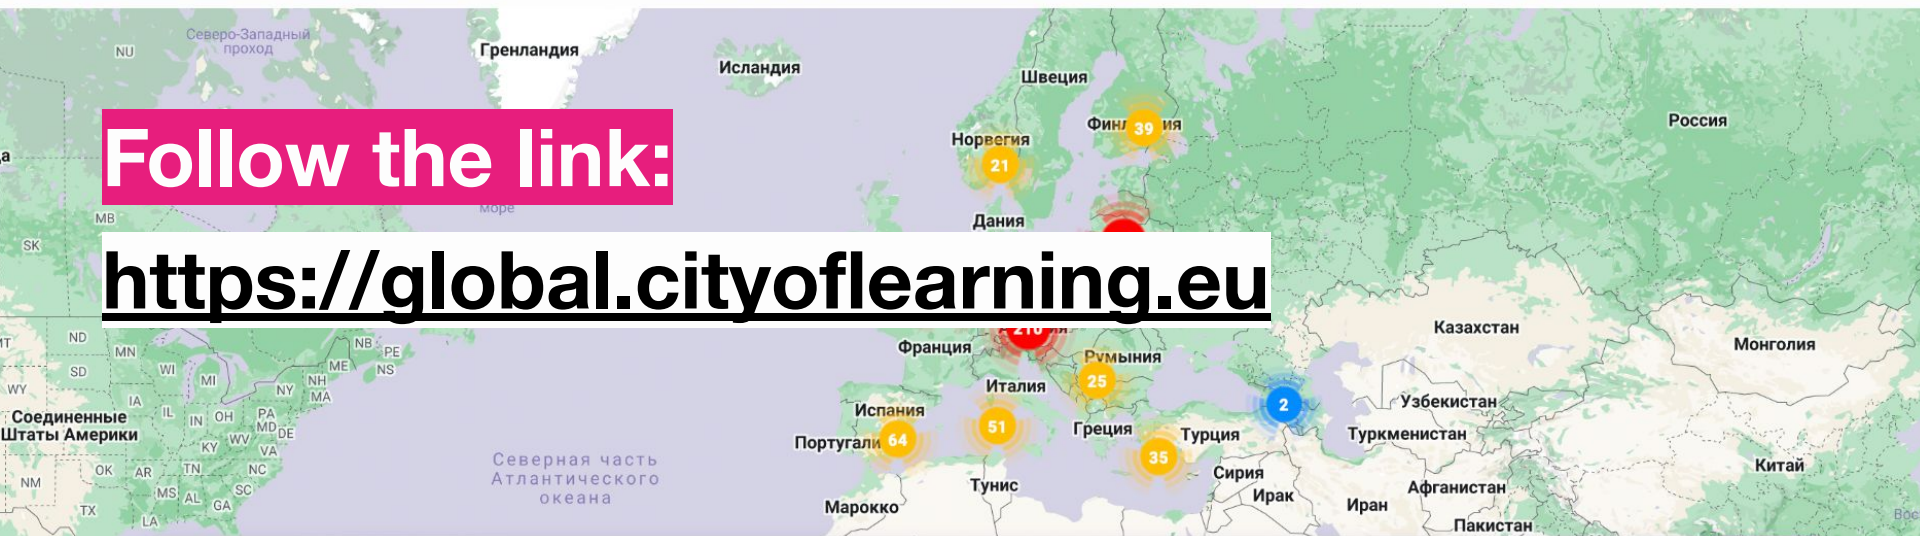 Северо-Западный
проход
NU
Гренландия
Исландия
Швеция
Россия
39
Норвегия
21
Follow the link:
море
MB
SK
Дания
https://global.cityoflearning.eu
210
ND
MN
WI
MI
NB
PE
NS
ME
NH
MA
NY
SD
WY
IA
IL
IN
OH
PA
MD
DE
WV
VA
KY
Соединенные
Штаты Америки
OK
AR
TN
NC
SC
NM
MS
AL
GA
TX
LA
Северная часть
Атлантического
океана
Франция
Румыния
25
Италия
Испания
64
51
Греция
35
Турция
2
Казахстан
Монголия
Узбекистан
Туркменистан
Китай
Сирия
Ирак
Иран
Афганистан
Пакистан
Тунис
Марокко